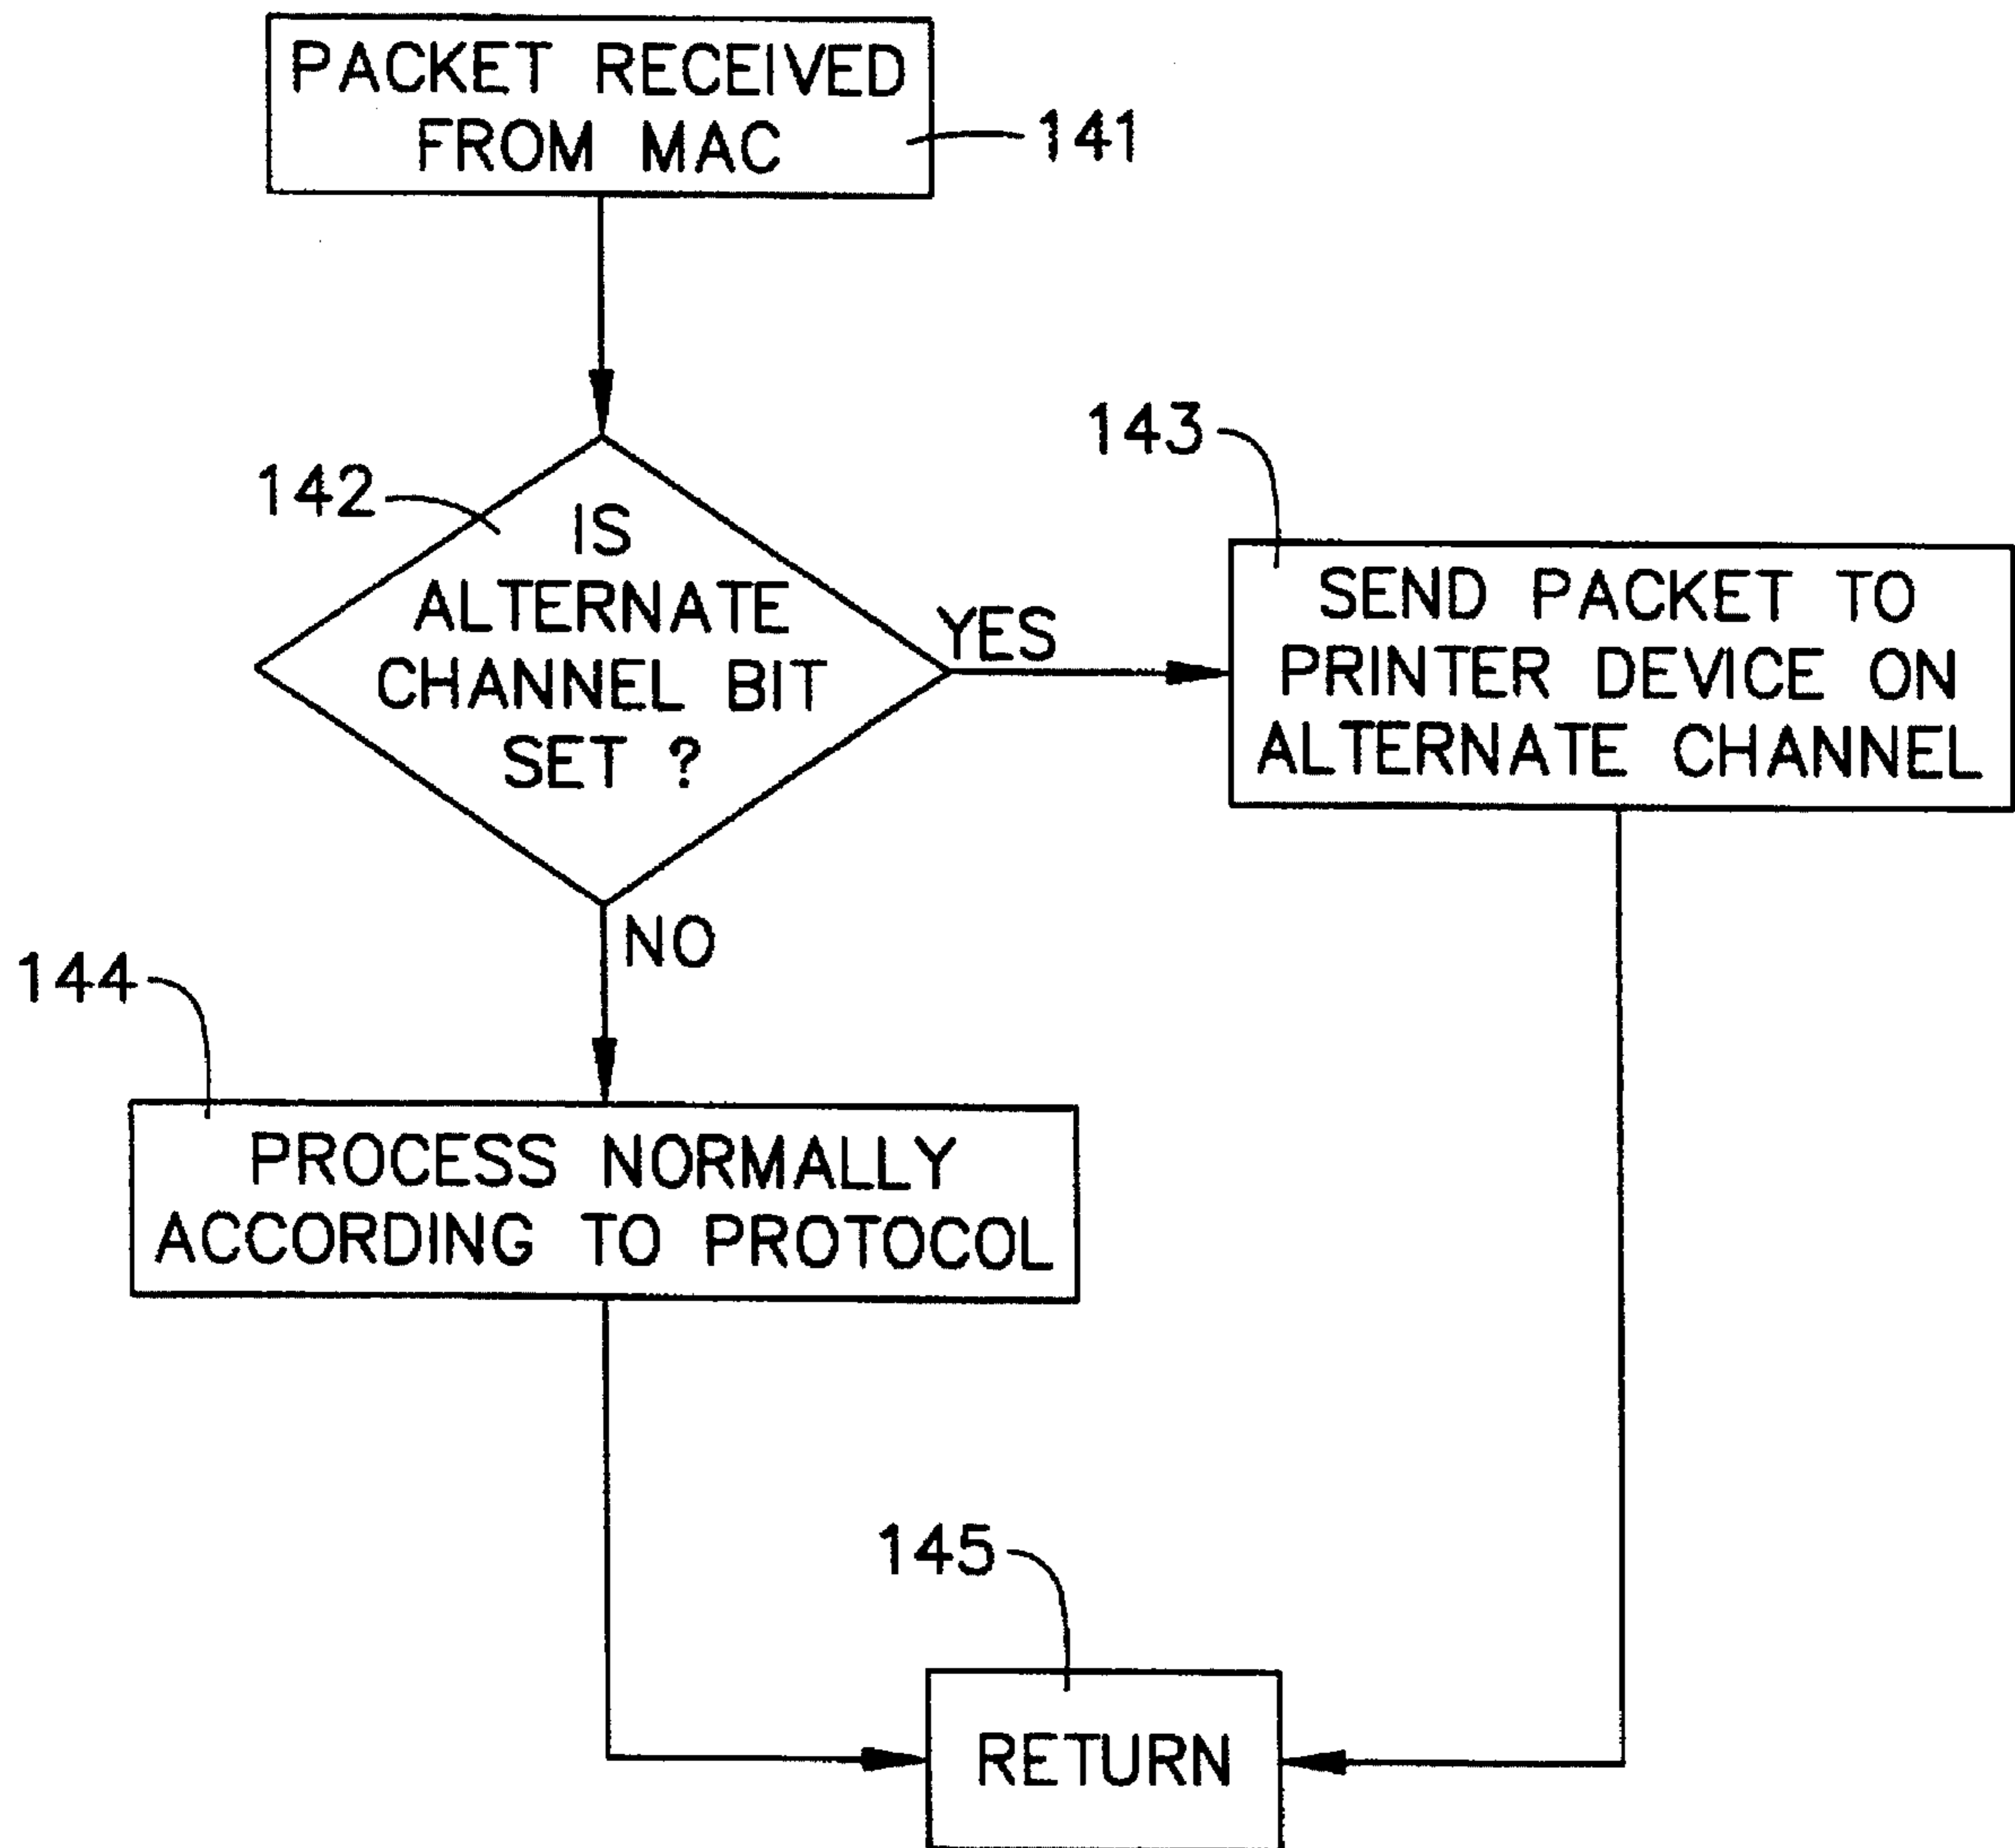 PACKET RECEIVED
FROM MAC
141
142
IS
ALTERNATE
CHANNEL BIT
SET ?
YES
143
SEND PACKET TO
PRINTER DEVICE ON
ALTERNATE CHANNEL
NO
144
PROCESS NORMALLY
ACCORDING TO PROTOCOL
145
RETURN